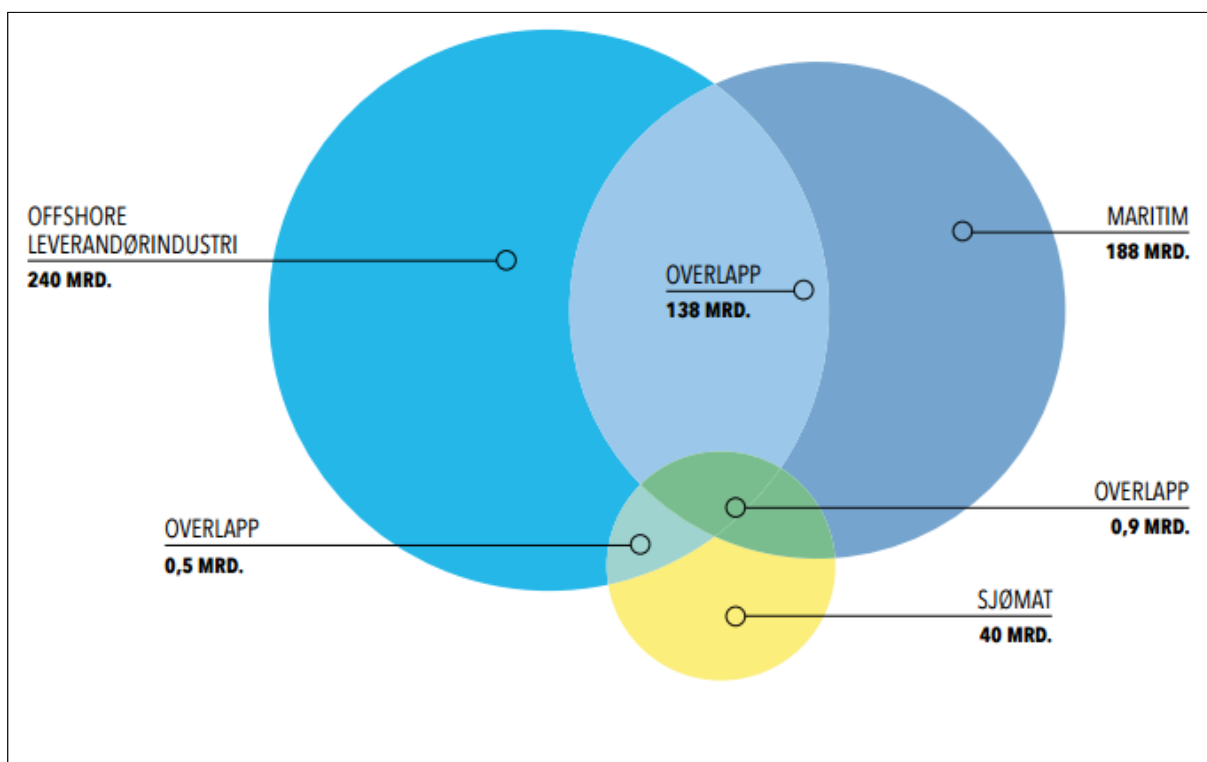 OFFSHORE
LEVERANDØRINDUSTRI
240 MRD.
MARITIM
188 MRD.
OVERLAPP
138 MRD.
OVERLAPP
0,9 MRD.
OVERLAPP
0,5 MRD.
SJØMAT
40 MRD.